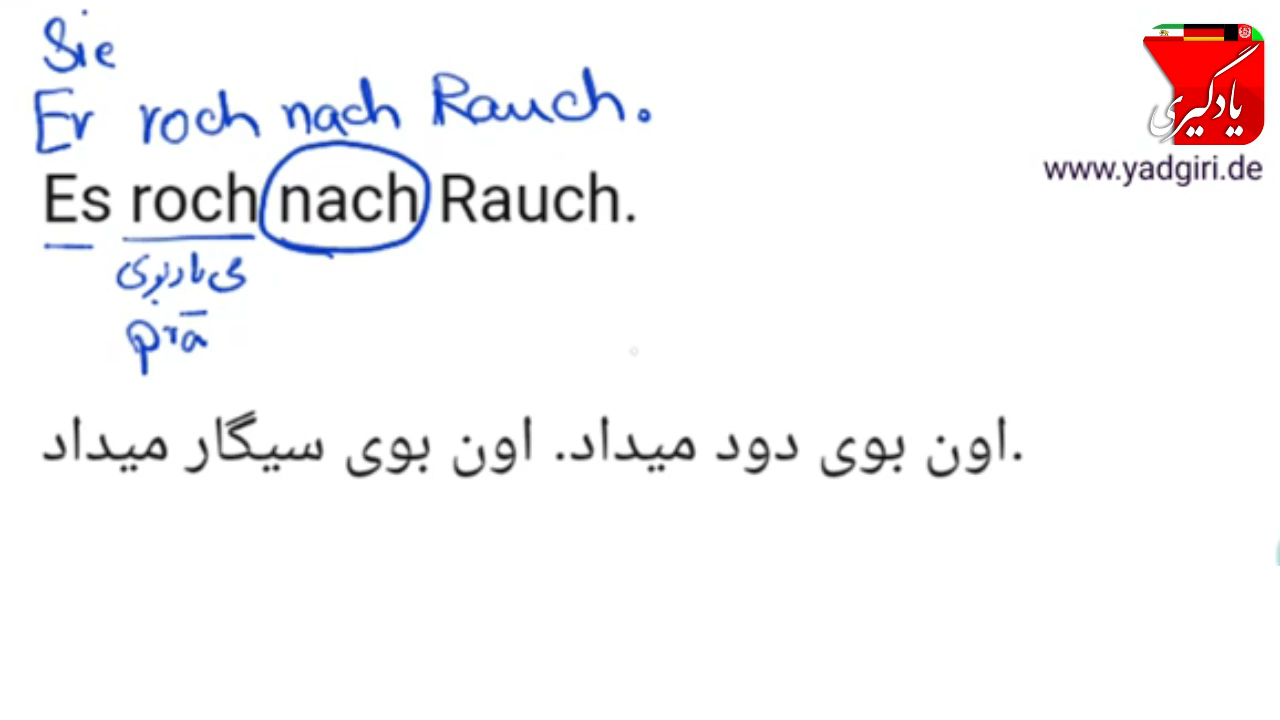 Sie
Er roch nach Rauch.
Es roch nach Rauch.
prä
اون بوی دود میداد. اون بوی سیگار میداد.
یادگیری
www.yadgiri.de